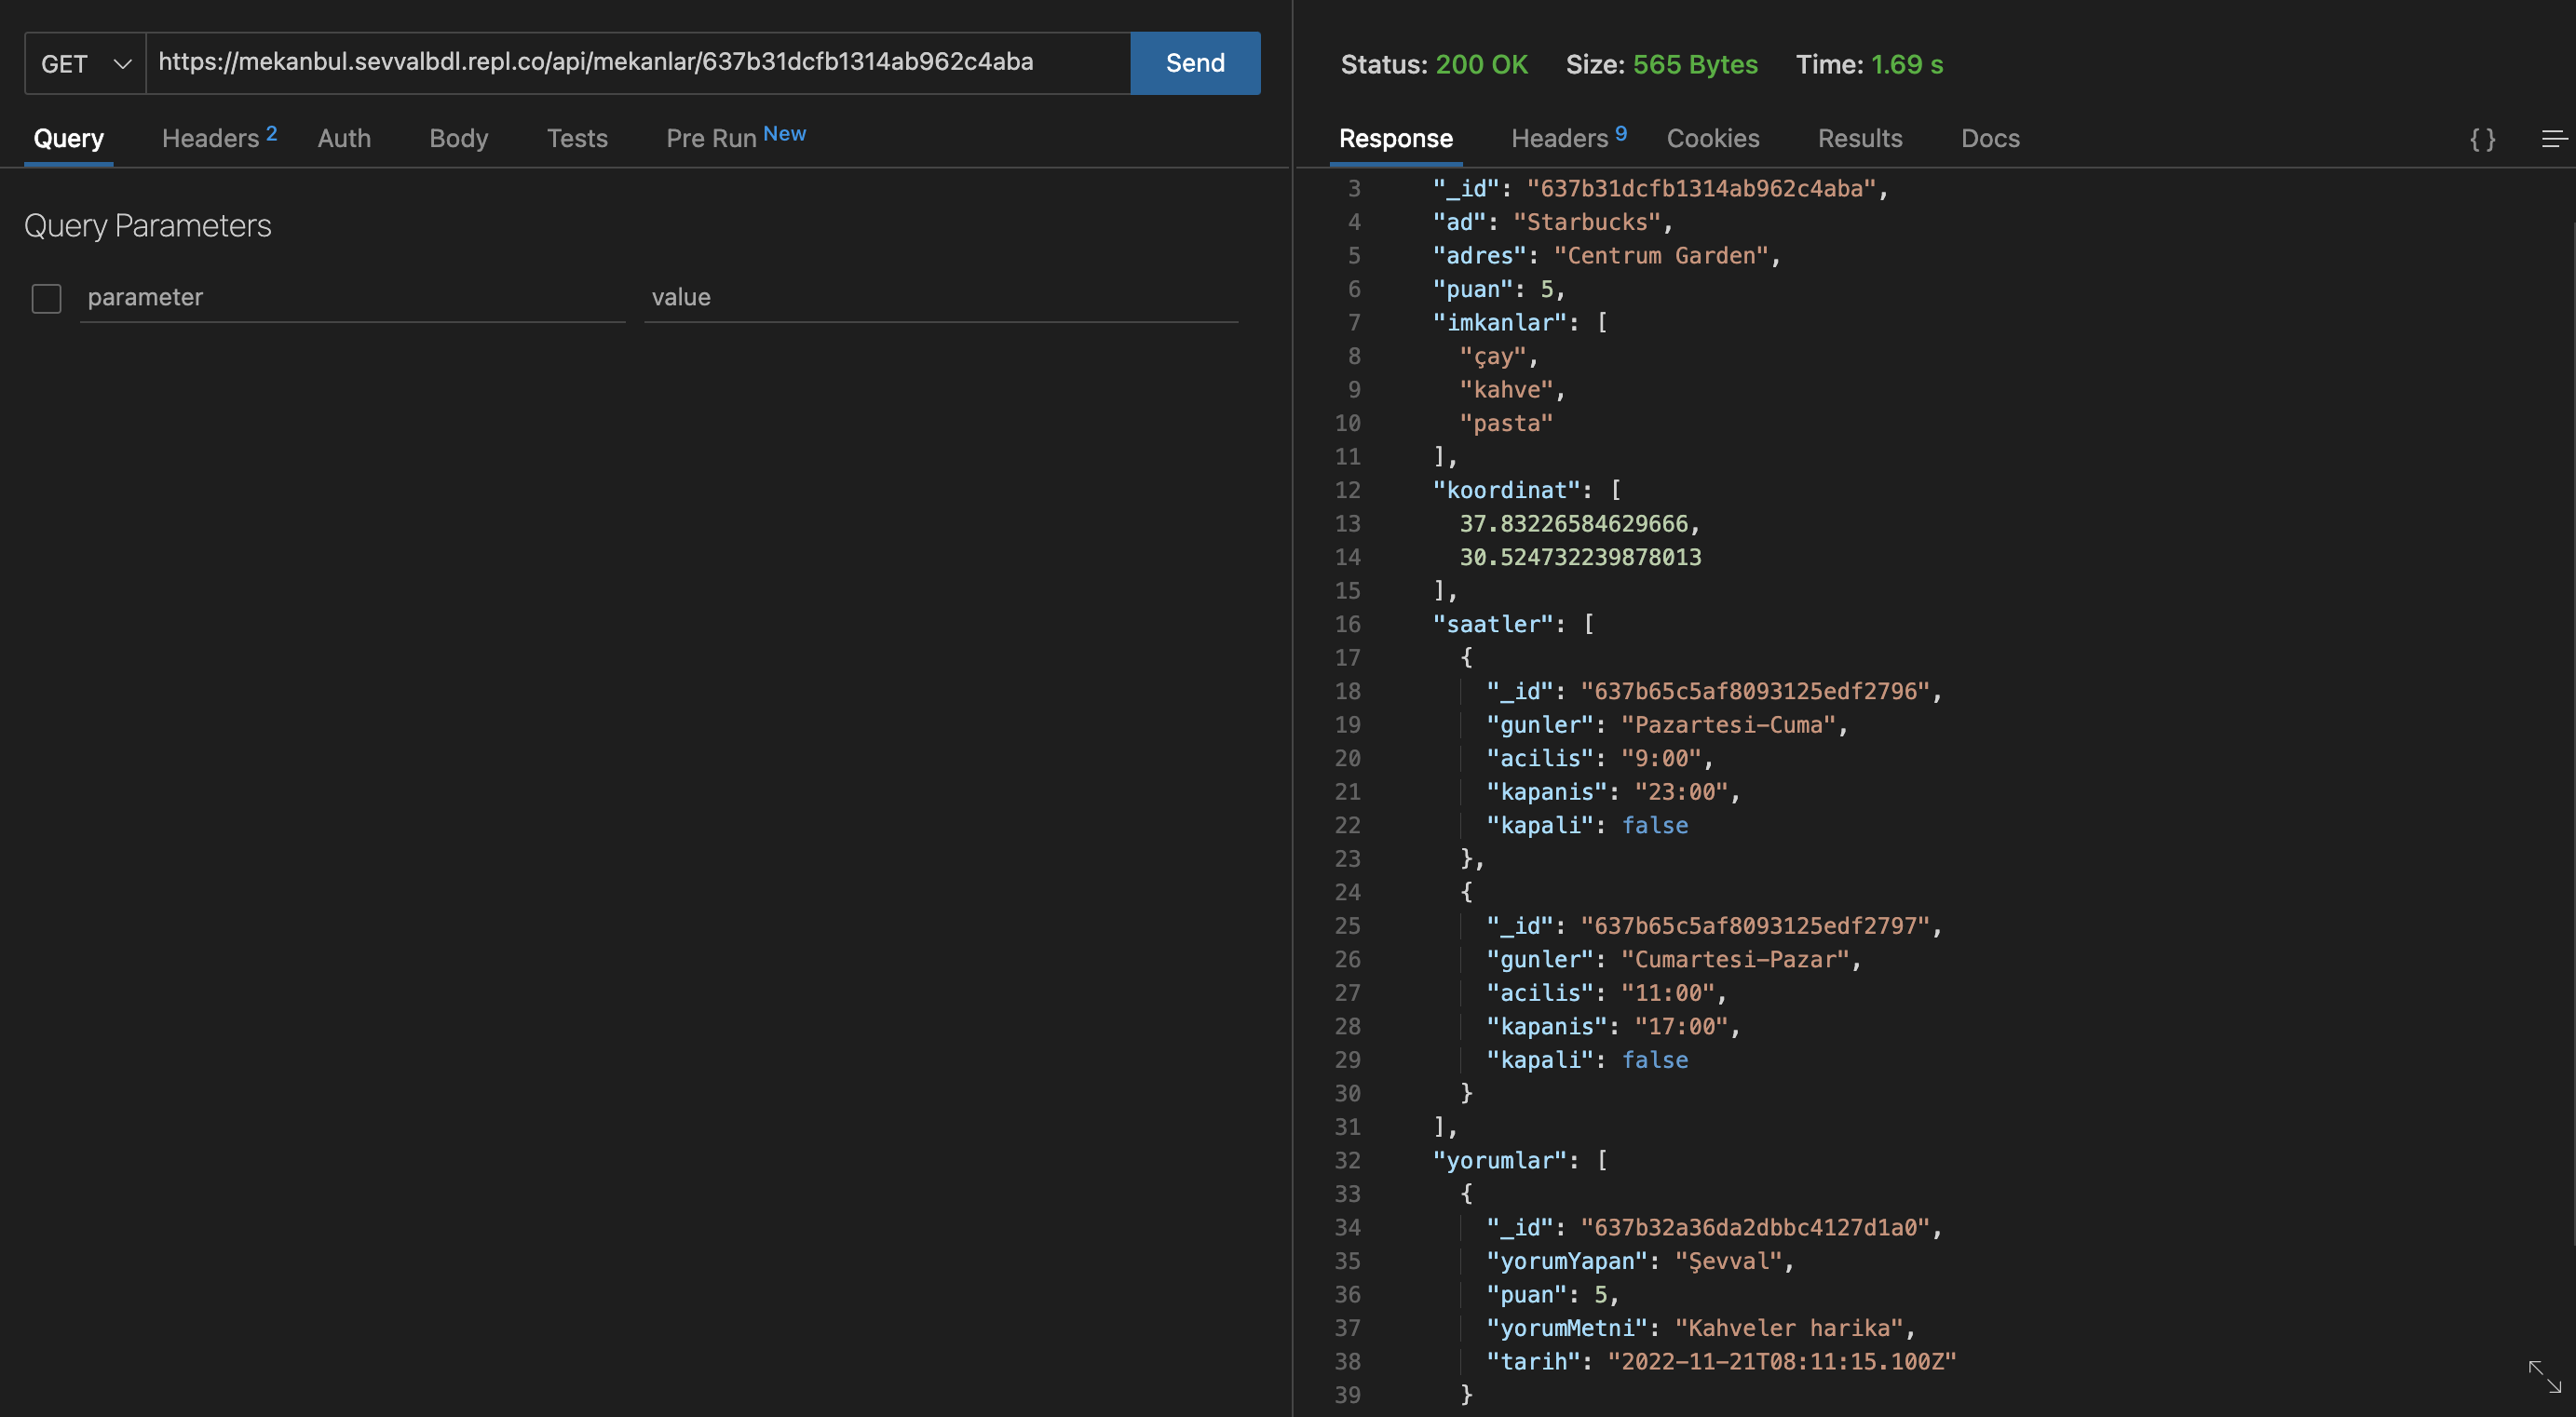 GET https://mekanbul.sevvalbdl.repl.co/api/mekanlar/637b31dcfb1314ab962c4aba Send
Query Headers 2 Auth Body Tests Pre Run New
Query Parameters
parameter value
Status: 200 OK Size: 565 Bytes Time: 1.69 s
Response Headers 9 Cookies Results Docs { }
3 "_id": "637b31dcfb1314ab962c4aba",
4 "ad": "Starbucks",
5 "adres": "Centrum Garden",
6 "puan": 5,
7 "imkanlar": [
8 "çay",
9 "kahve",
10 "pasta"
11 ],
12 "koordinat": [
13 37.83226584629666,
14 30.524732239878013
15 ],
16 "saatler": [
17 {
18 "_id": "637b65c5af8093125edf2796",
19 "gunler": "Pazartesi-Cuma",
20 "acilis": "9:00",
21 "kapanis": "23:00",
22 "kapali": false
23 },
24 {
25 "_id": "637b65c5af8093125edf2797",
26 "gunler": "Cumartesi-Pazar",
27 "acilis": "11:00",
28 "kapanis": "17:00",
29 "kapali": false
30 }
31 ],
32 "yorumlar": [
33 {
34 "_id": "637b32a36da2dbbc4127d1a0",
35 "yorumYapan": "Şevval",
36 "puan": 5,
37 "yorumMetni": "Kahveler harika",
38 "tarih": "2022-11-21T08:11:15.100Z"
39 }